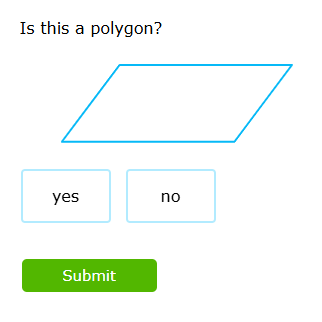 Is this a polygon?
yes
no
Submit